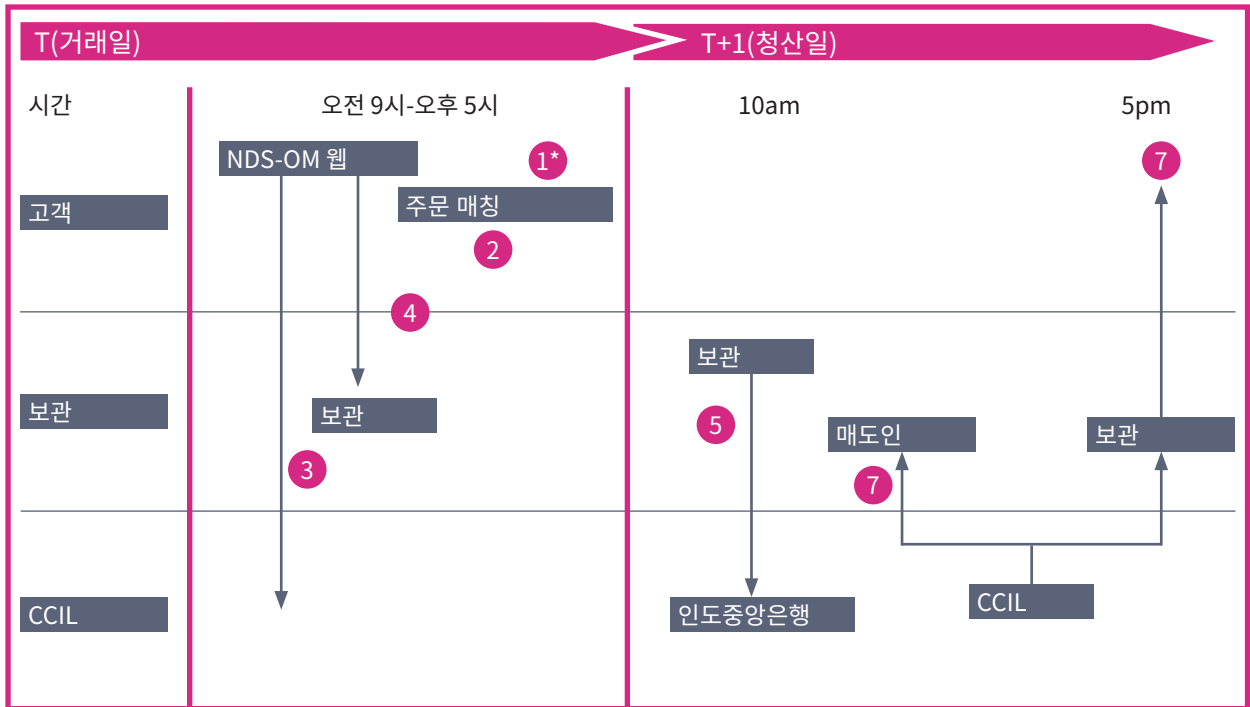 T(거래일)
T+1(청산일)
시간
오전 9시-오후 5시
10am
5pm
NDS-OM 웹
1*
7
고객
주문 매칭
2
4
보관
보관
보관
5
매도인
보관
3
7
CCIL
인도중앙은행
CCIL